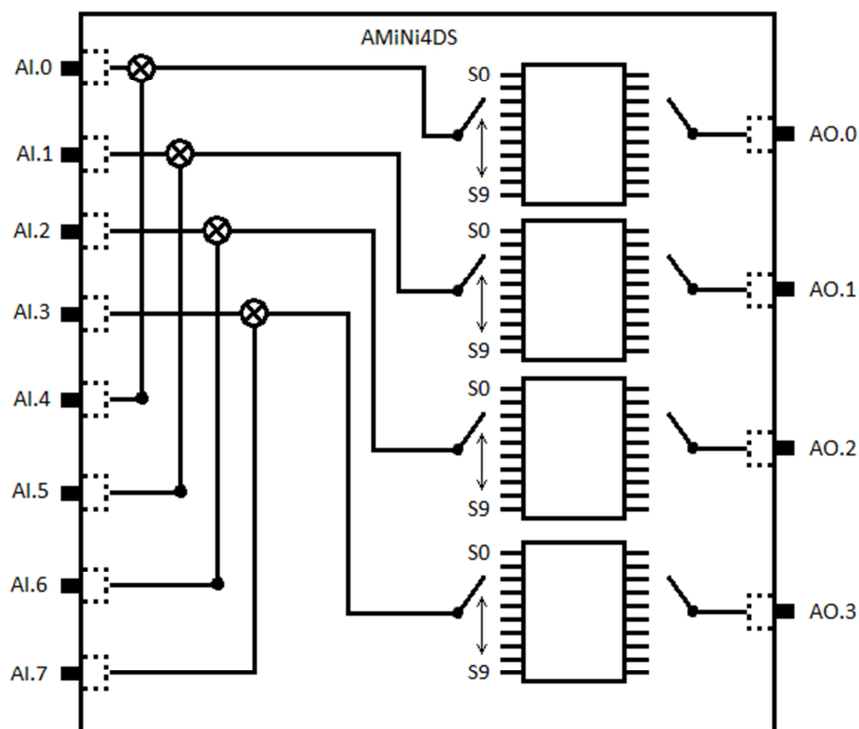 AMiNi4DS
AI.0
S0
AO.0
AI.1
S9
AI.2
S0
AO.1
AI.3
S9
AI.4
S0
AO.2
AI.5
S9
AI.6
S0
AO.3
AI.7
S9